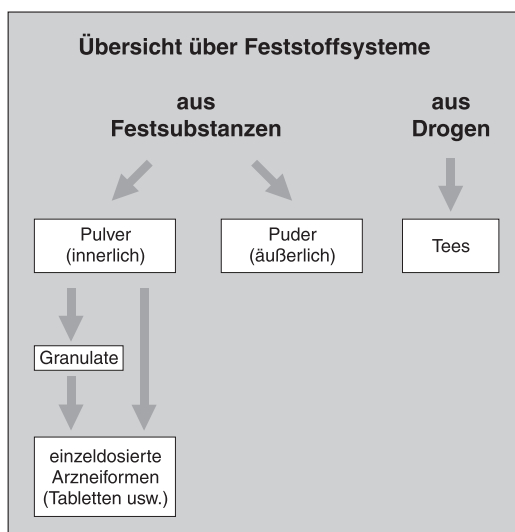 Übersicht über Feststoffsysteme
aus
Festsubstanzen
aus
Drogen
Pulver
(innerlich)
Puder
(äußerlich)
Tees
Granulate
einzeldosierte
Arzneiformen
(Tabletten usw.)